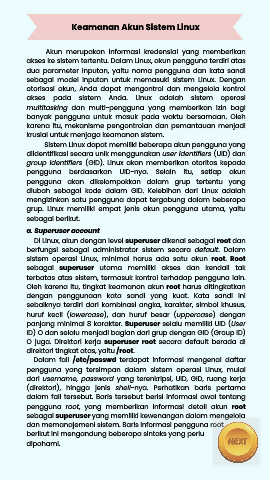 Keamanan Akun Sistem Linux
Akun merupakan informasi kredensial yang memberikan
akses ke sistem tertentu. Dalam Linux, akun pengguna terdiri atas
dua parameter inputan, yaitu nama pengguna dan kata sandi
sebagai model inputan untuk memasuki sistem Linux. Dengan
otorisasi akun, Anda dapat mengontrol dan mengelola kontrol
akses pada sistem Anda. Linux adalah sistem operasi
multitasking dan multi-pengguna yang memberikan izin bagi
banyak pengguna untuk masuk pada waktu bersamaan. Oleh
karena itu, mekanisme pengontrolan dan pemantauan menjadi
krusial untuk menjaga keamanan sistem.
Sistem Linux dapat memiliki beberapa akun pengguna yang
diidentifikasi secara unik menggunakan user identifiers (UID) dan
group identifiers (GID). Linux akan memberikan otoritas kepada
pengguna berdasarkan UID-nya. Selain itu, setiap akun
pengguna akan dikelompokkan dalam grup tertentu yang
diubah sebagai kode dalam GID. Kelebihan dari Linux adalah
mengizinkan satu pengguna dapat tergabung dalam beberapa
grup. Linux memiliki empat jenis akun pengguna utama, yaitu
sebagai berikut.
a. Superuser account
Di Linux, akun dengan level superuser dikenal sebagai root dan
berfungsi sebagai administrator sistem secara default. Dalam
sistem operasi Linux, minimal harus ada satu akun root. Root
sebagai superuser utama memiliki akses dan kendali tak
terbatas atas sistem, termasuk kontrol terhadap pengguna lain.
Oleh karena itu, tingkat keamanan akun root harus ditingkatkan
dengan penggunaan kata sandi yang kuat. Kata sandi ini
sebaiknya terdiri dari kombinasi angka, karakter, simbol khusus,
huruf kecil (lowercase), dan huruf besar (uppercase) dengan
panjang minimal 8 karakter. Superuser selalu memiliki UID (User
ID) 0 dan selalu menjadi bagian dari grup dengan GID (Group ID)
0 juga. Direktori kerja superuser root secara default berada di
direktori tingkat atas, yaitu /root.
Dalam fail /etc/passwd terdapat informasi mengenai daftar
pengguna yang tersimpan dalam sistem operasi Linux, mulai
dari username, password yang terenkripsi, UID, GID, ruang kerja
(direktori), hingga jenis shell-nya. Perhatikan baris pertama
dalam fail tersebut. Baris tersebut berisi informasi awal tentang
pengguna root, yang memberikan informasi detail akun root
sebagai superuser yang memiliki kewenangan dalam mengelola
dan memanajemeni sistem. Baris informasi pengguna root
berikut ini mengandung beberapa sintaks yang perlu
dipahami.
NEXT